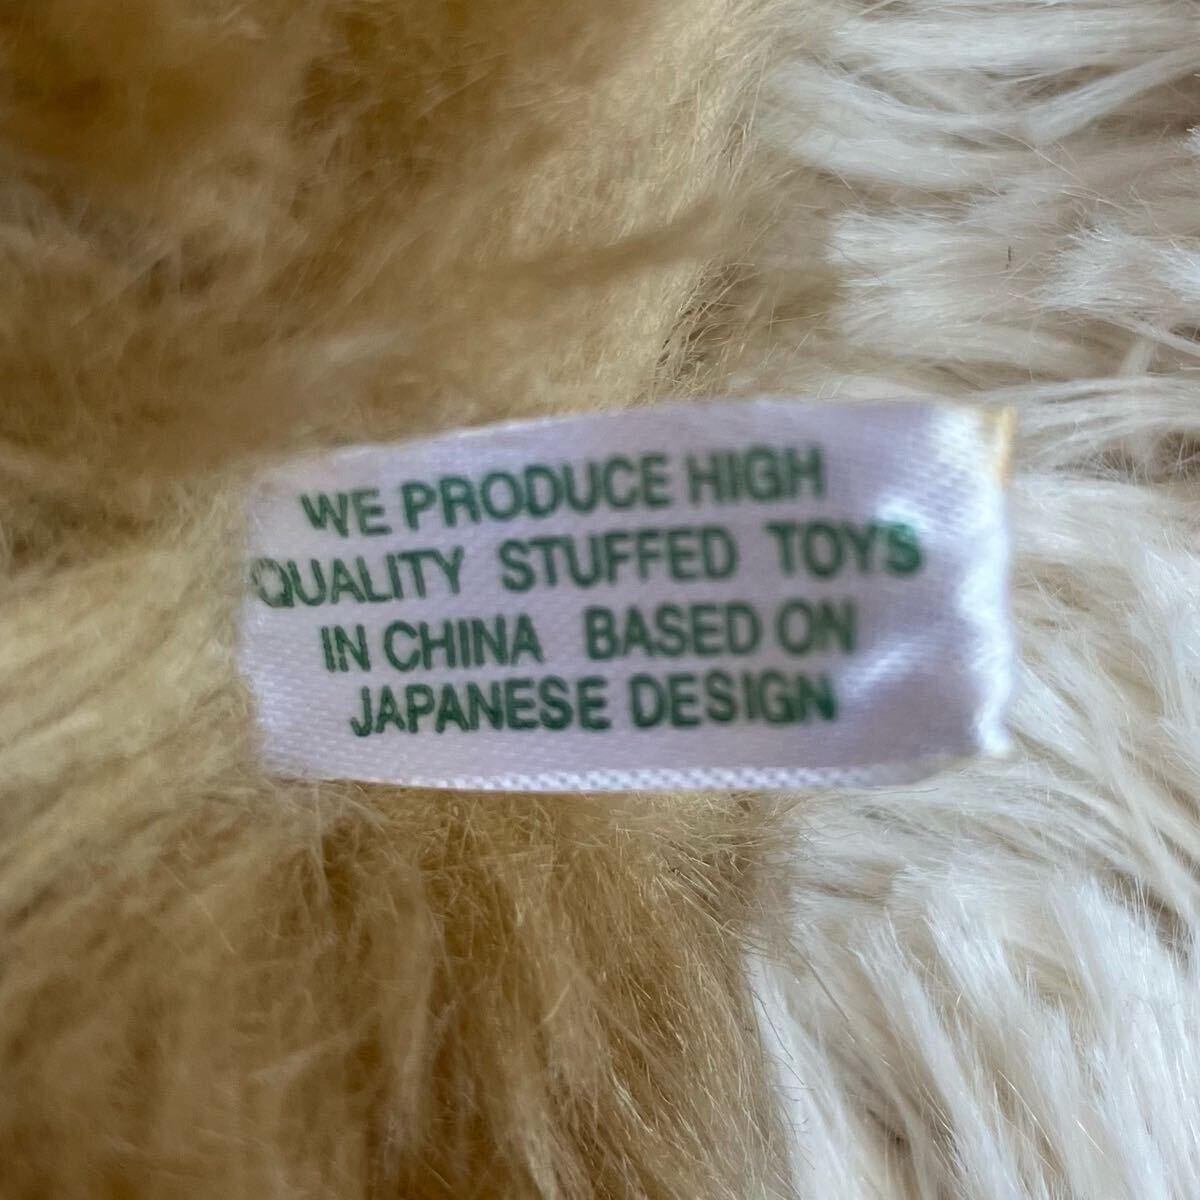 WE PRODUCE HIGH
QUALITY STUFFED TOYS
IN CHINA BASED ON
JAPANESE DESIGN